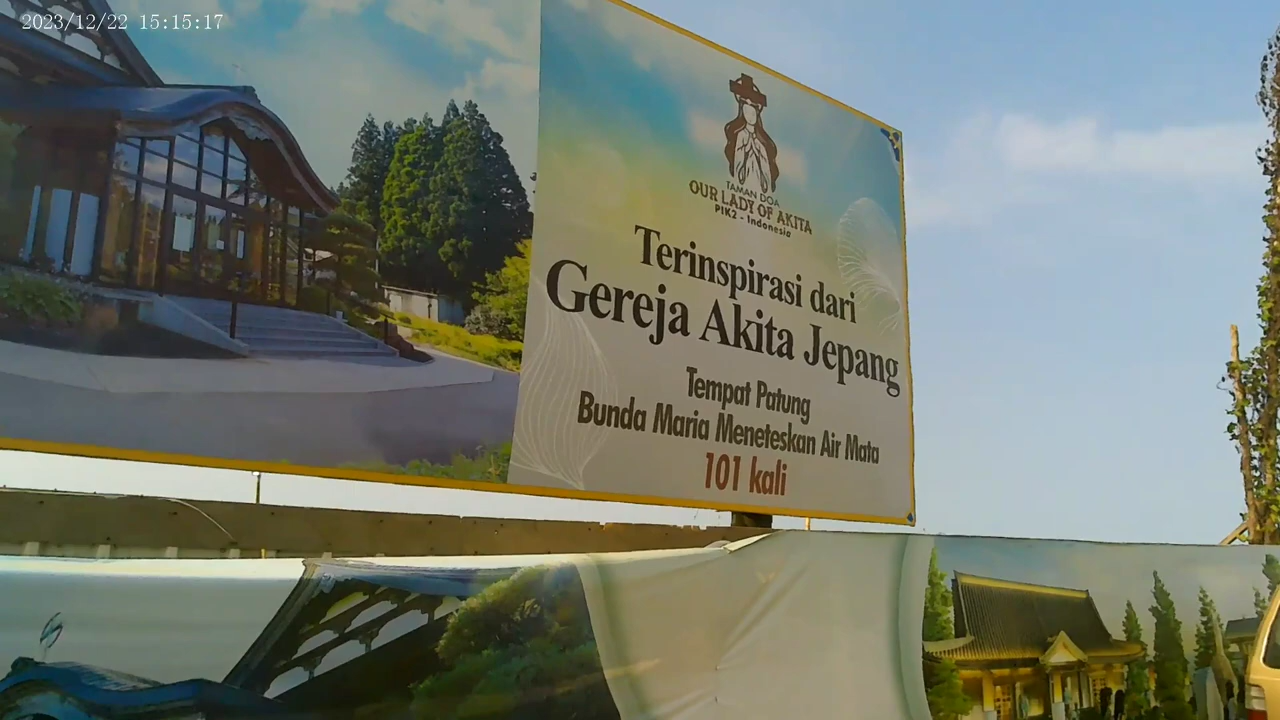 2023/12/22 15:15:17
TAMAN DOA
OUR LADY OF AKITA
PIK2 - Indonesia
Terinspirasi dari
Gereja Akita Jepang
Tempat Patung
Bunda Maria Meneteskan Air Mata
101 kali